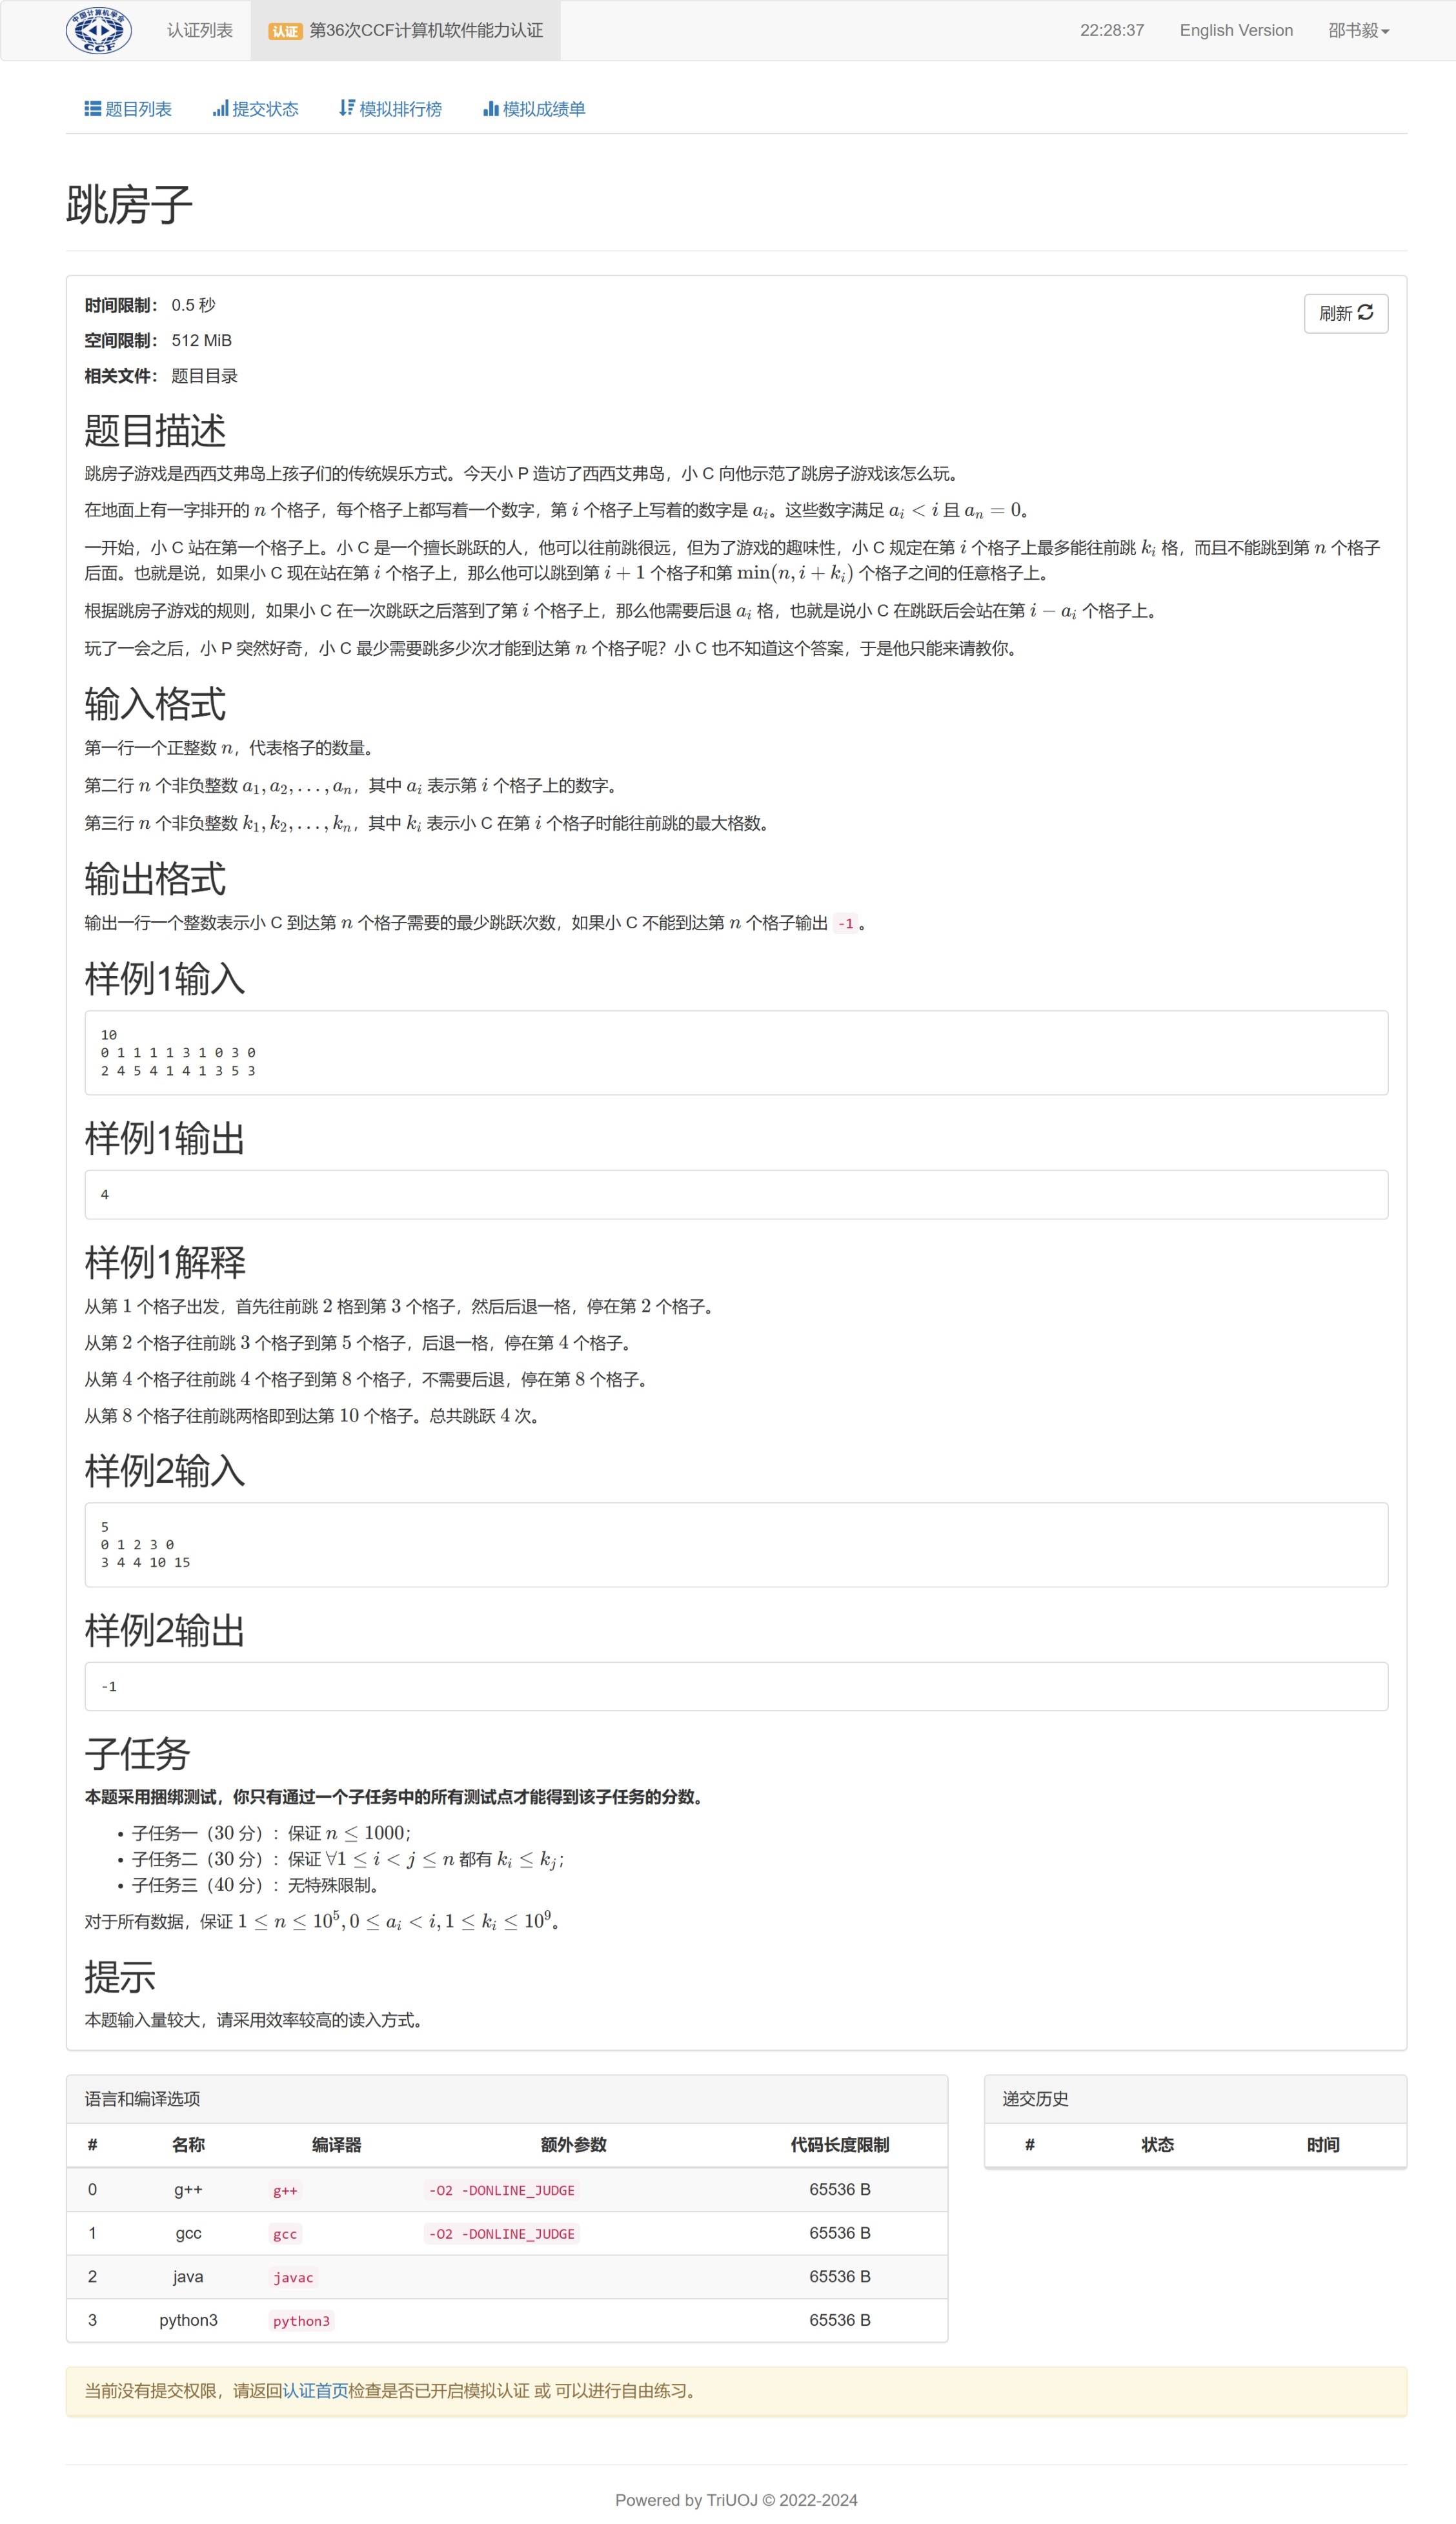 中国计算机学会
CCF
认证列表
认证 第36次CCF计算机软件能力认证
22:28:37
English Version
邵书毅
题目列表
提交状态
模拟排行榜
模拟成绩单
跳房子
时间限制： 0.5 秒
刷新
空间限制： 512 MiB
相关文件： 题目目录
题目描述
跳房子游戏是西西艾弗岛上孩子们的传统娱乐方式。今天小 P 造访了西西艾弗岛，小 C 向他示范了跳房子游戏该怎么玩。
在地面上有一字排开的 n 个格子，每个格子上都写着一个数字，第 i 个格子上写着的数字是 a_i。这些数字满足 a_i < i 且 a_n = 0。
一开始，小 C 站在第一个格子上。小 C 是一个擅长跳跃的人，他可以往前跳很远，但为了游戏的趣味性，小 C 规定在第 i 个格子上最多能往前跳 k_i 格，而且不能跳到第 n 个格子
后面。也就是说，如果小 C 现在站在第 i 个格子上，那么他可以跳到第 i + 1 个格子和第 min(n, i + k_i) 个格子之间的任意格子上。
根据跳房子游戏的规则，如果小 C 在一次跳跃之后落到了第 i 个格子上，那么他需要后退 a_i 格，也就是说小 C 在跳跃后会站在第 i − a_i 个格子上。
玩了一会之后，小 P 突然好奇，小 C 最少需要跳多少次才能到达第 n 个格子呢？小 C 也不知道这个答案，于是他只能来请教你。
输入格式
第一行一个正整数 n，代表格子的数量。
第二行 n 个非负整数 a_1, a_2, . . . , a_n，其中 a_i 表示第 i 个格子上的数字。
第三行 n 个非负整数 k_1, k_2, . . . , k_n，其中 k_i 表示小 C 在第 i 个格子时能往前跳的最大格数。
输出格式
输出一行一个整数表示小 C 到达第 n 个格子需要的最少跳跃次数，如果小 C 不能到达第 n 个格子输出 -1 。
样例1输入
10
0 1 1 1 1 3 1 0 3 0
2 4 5 4 1 4 1 3 5 3
样例1输出
4
样例1解释
从第 1 个格子出发，首先往前跳 2 格到第 3 个格子，然后后退一格，停在第 2 个格子。
从第 2 个格子往前跳 3 个格子到第 5 个格子，后退一格，停在第 4 个格子。
从第 4 个格子往前跳 4 个格子到第 8 个格子，不需要后退，停在第 8 个格子。
从第 8 个格子往前跳两格即到达第 10 个格子。总共跳跃 4 次。
样例2输入
5
0 1 2 3 0
3 4 4 10 15
样例2输出
-1
子任务
本题采用捆绑测试，你只有通过一个子任务中的所有测试点才能得到该子任务的分数。
• 子任务一（30 分）：保证 n ≤ 1000；
• 子任务二（30 分）：保证 ∀1 ≤ i < j ≤ n 都有 k_i ≤ k_j；
• 子任务三（40 分）：无特殊限制。
对于所有数据，保证 1 ≤ n ≤ 10^5, 0 ≤ a_i < i, 1 ≤ k_i ≤ 10^9。
提示
本题输入量较大，请采用效率较高的读入方式。
语言和编译选项
# 名称 编译器 额外参数 代码长度限制
0 g++ g++ -O2 -DONLINE_JUDGE 65536 B
1 gcc gcc -O2 -DONLINE_JUDGE 65536 B
2 java javac 65536 B
3 python3 python3 65536 B
递交历史
# 状态 时间
当前没有提交权限，请返回认证首页检查是否已开启模拟认证 或 可以进行自由练习。
Powered by TriUOJ © 2022-2024